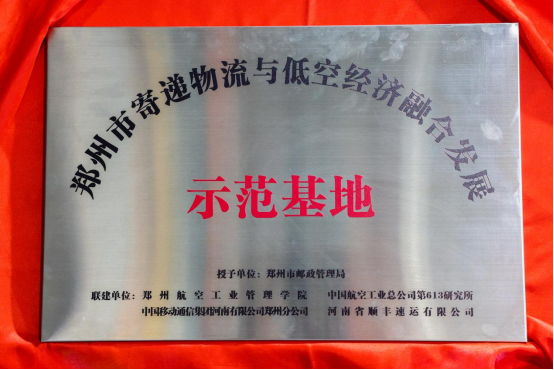 郑州市寄递物流与低空经济融合发展
示范基地
授予单位：郑州市邮政管理局
联建单位：郑州航空工业管理学院 中国航空工业总公司第613研究所
中国移动通信集团河南有限公司郑州分公司 河南省顺丰速运有限公司